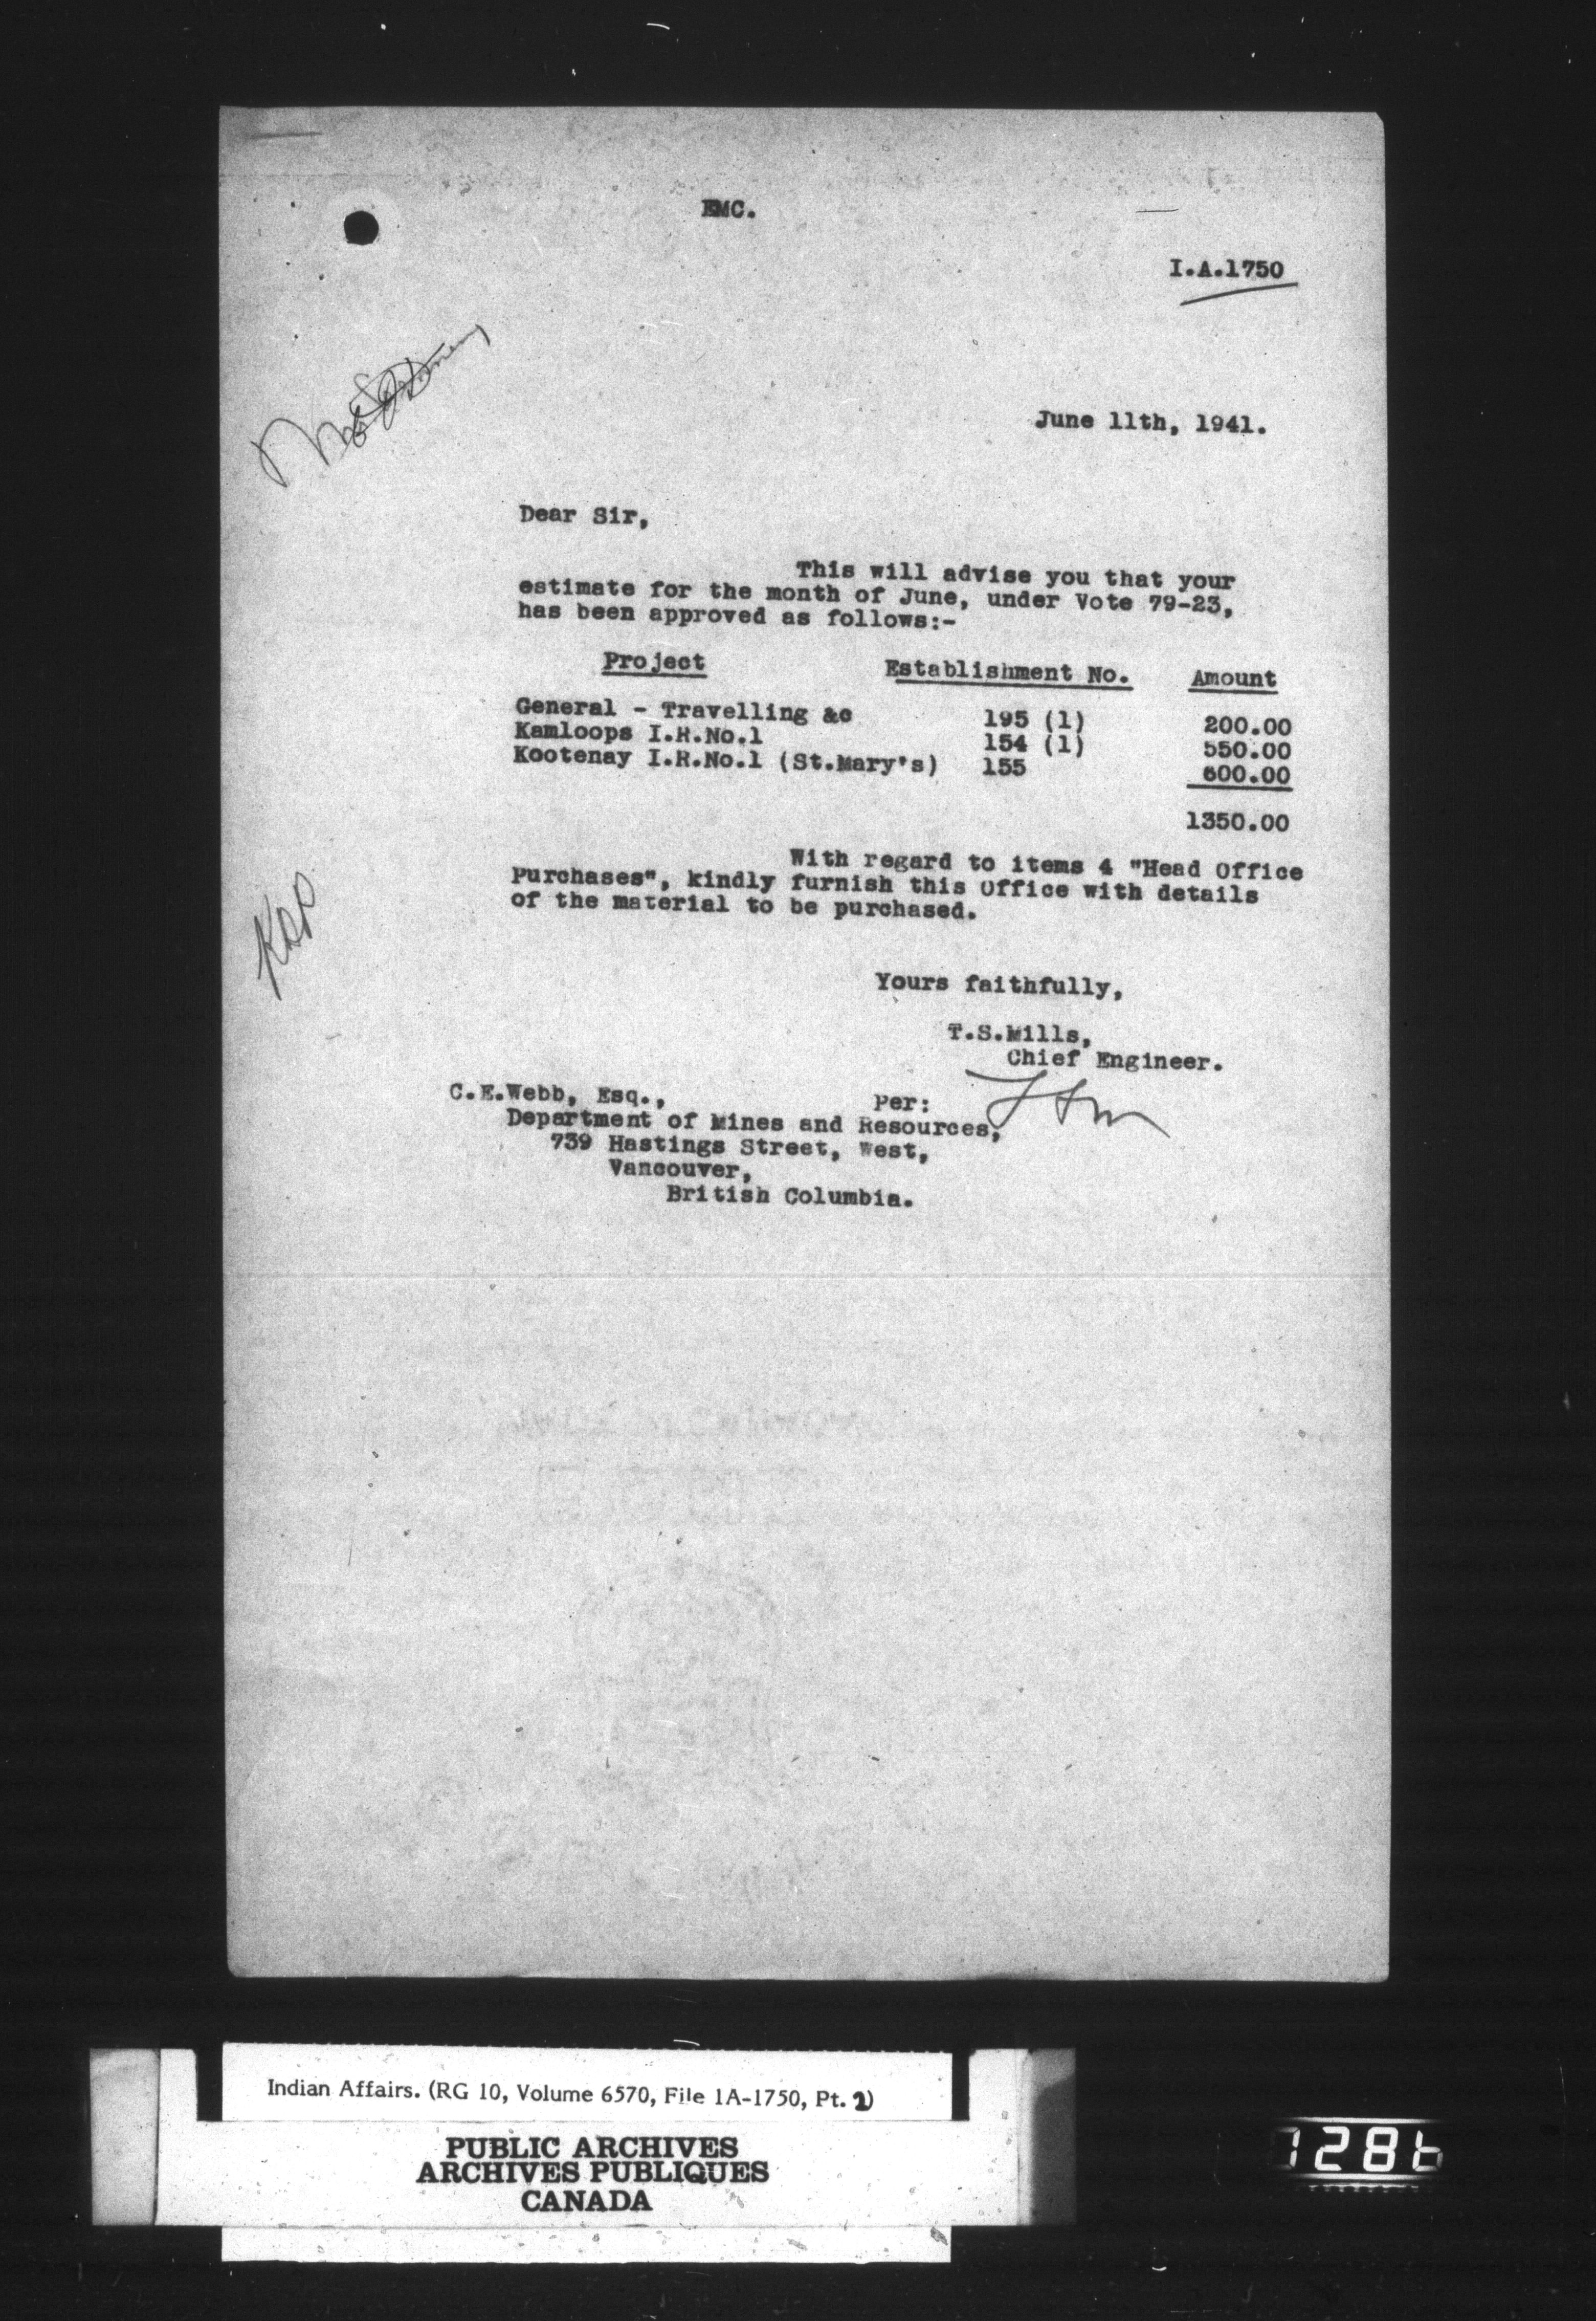 EMC.
I.A.1750
June 11th, 1941.
Dear Sir,
This will advise you that your
estimate for the month of June, under Vote 79-23,
has been approved as follows:-
Project Establishment No. Amount
General - Travelling &c 195 (1) 200.00
Kamloops I.R.No.1 154 (1) 550.00
Kootenay I.R.No.1 (St.Mary's) 155 600.00
1350.00
With regard to items 4 "Head Office
Purchases", kindly furnish this Office with details
of the material to be purchased.
Yours faithfully,
T.S.Mills,
Chief Engineer.
Per:
C.E.Webb, Esq.,
Department of Mines and Resources,
739 Hastings Street, West,
Vancouver,
British Columbia.
Indian Affairs. (RG 10, Volume 6570, File 1A-1750, Pt. 2)
PUBLIC ARCHIVES
ARCHIVES PUBLIQUES
CANADA
1286